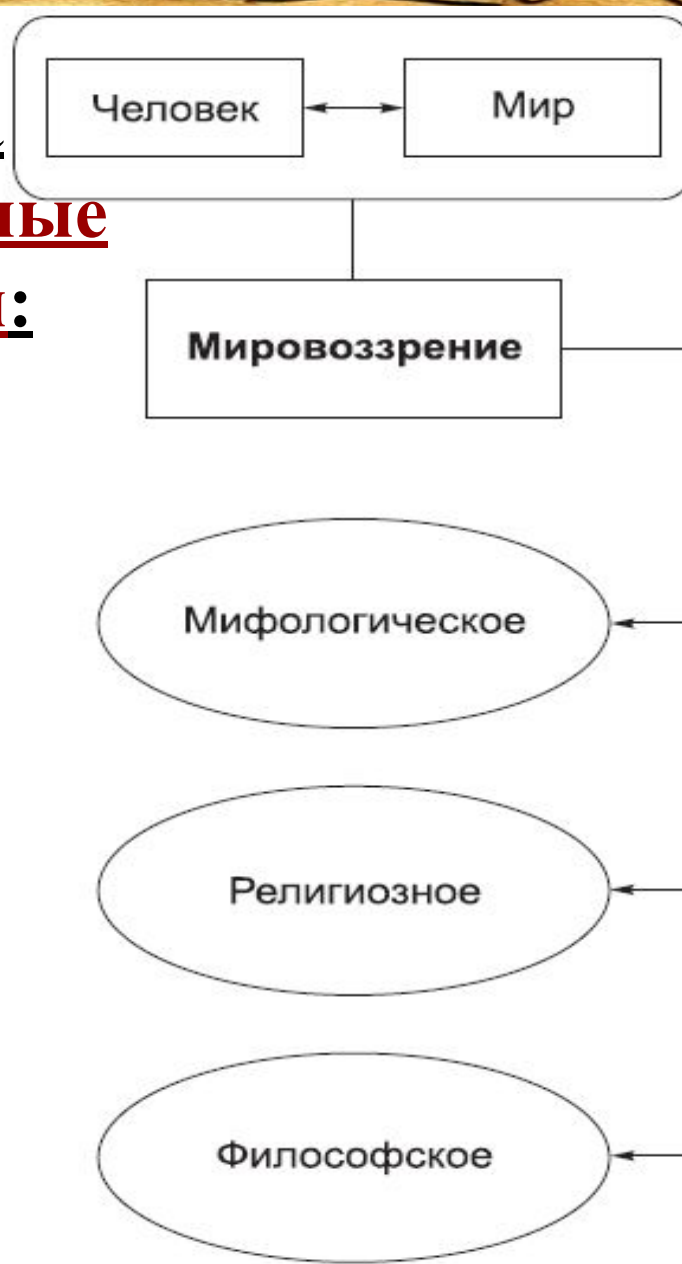 Человек
Мир
Мировоззрение
Мифологическое
Религиозное
Философское